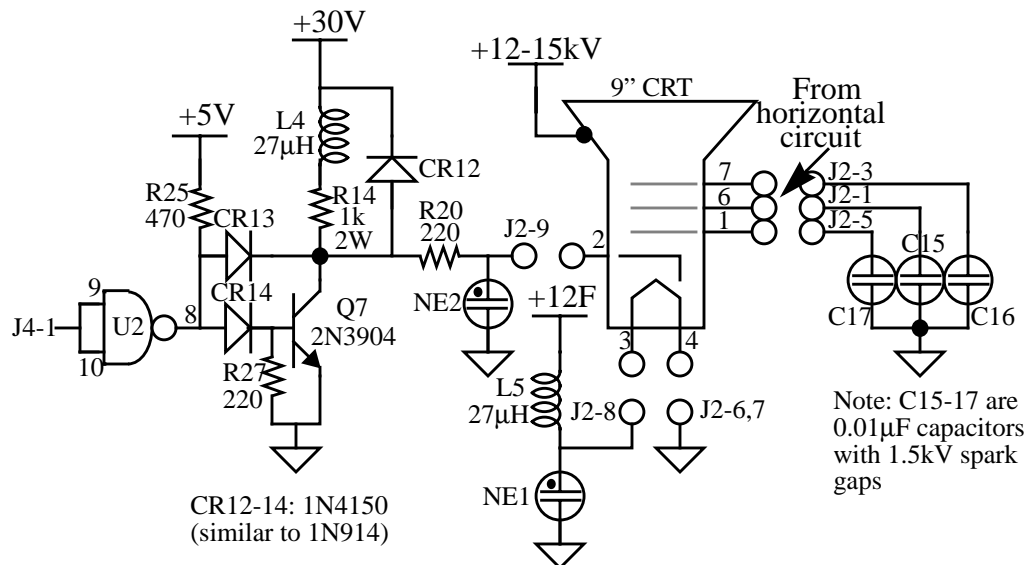 +30V
+12-15kV
9” CRT
From
horizontal
circuit
+5V
L4
27µH
CR12
R25
470
CR13
R14
1k
2W
R20
220
J2-9
2
7
6
1
J2-3
J2-1
J2-5
C15
C17
C16
9
J4-1
U2
10
8
CR14
Q7
2N3904
R27
220
NE2
+12F
3
4
L5
27µH
J2-8
J2-6,7
NE1
Note: C15-17 are
0.01µF capacitors
with 1.5kV spark
gaps
CR12-14: 1N4150
(similar to 1N914)